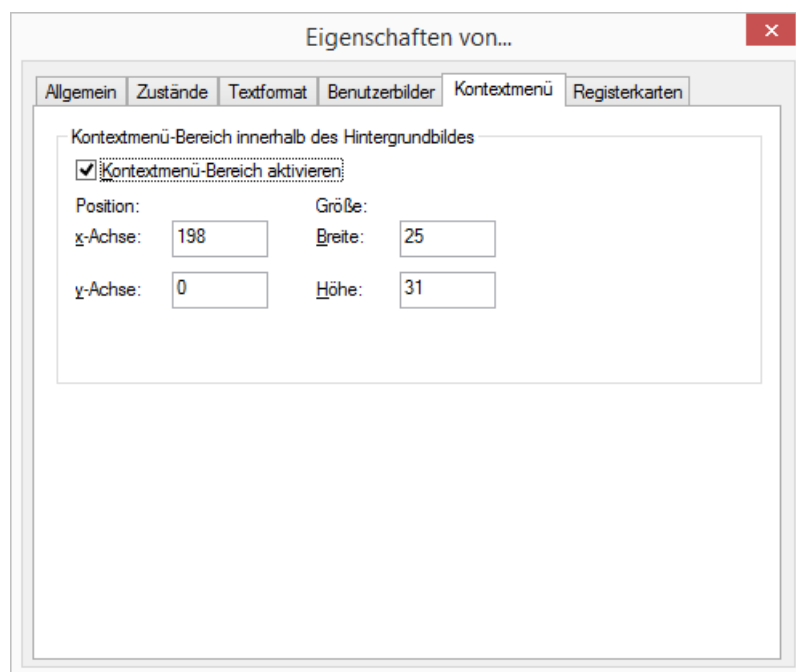 Eigenschaften von...
Allgemein Zustände Textformat Benutzerbilder Kontextmenü Registerkarten
Kontextmenü-Bereich innerhalb des Hintergrundbildes
Kontextmenü-Bereich aktivieren
Position: Größe:
x-Achse: 198 Breite: 25
y-Achse: 0 Höhe: 31